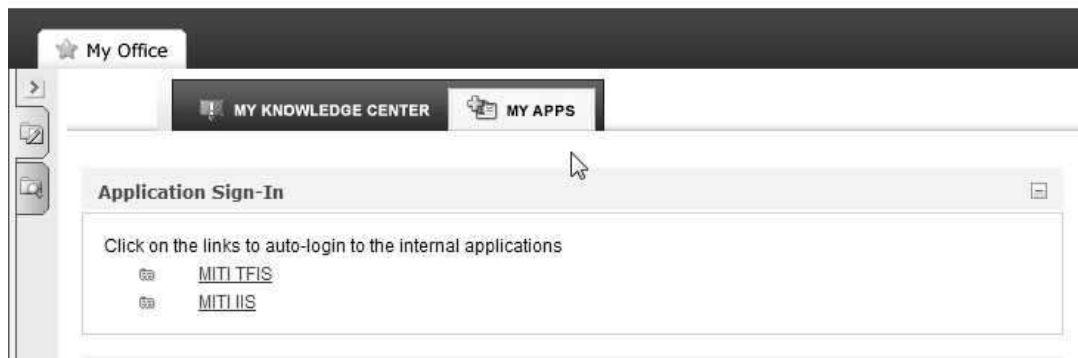 My Office
MY KNOWLEDGE CENTER
MY APPS
Application Sign-In
Click on the links to auto-login to the internal applications
MITI TFIS
MITI IIS